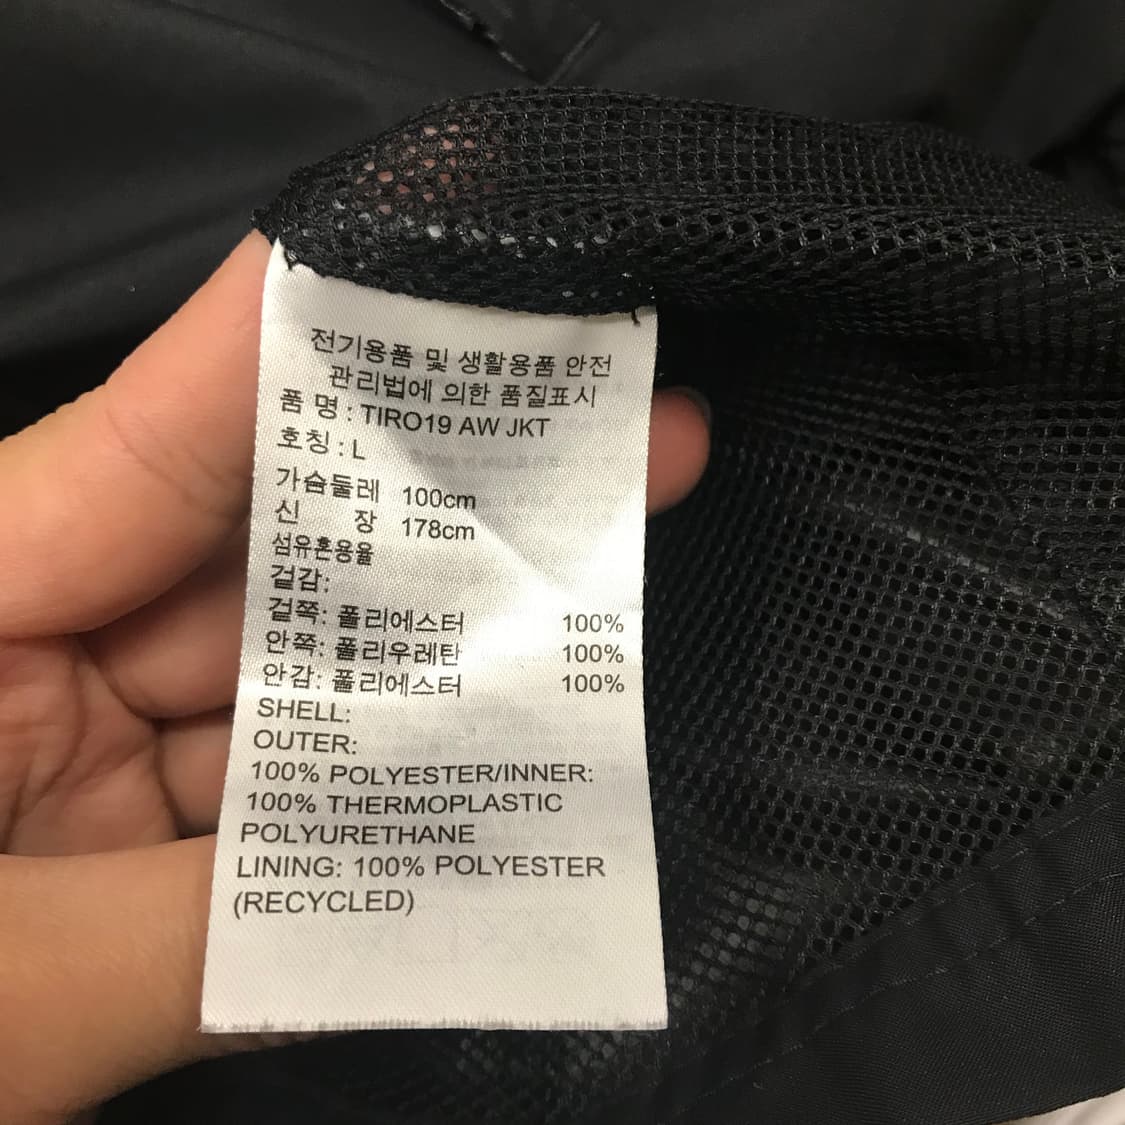 전기용품 및 생활용품 안전
관리법에 의한 품질표시
품 명 : TIRO19 AW JKT
호칭 : L
가슴둘레 100cm
신 장 178cm
섬유혼용율
겉감:
겉쪽: 폴리에스터 100%
안쪽: 폴리우레탄 100%
안감: 폴리에스터 100%
SHELL:
OUTER:
100% POLYESTER/INNER:
100% THERMOPLASTIC
POLYURETHANE
LINING: 100% POLYESTER
(RECYCLED)